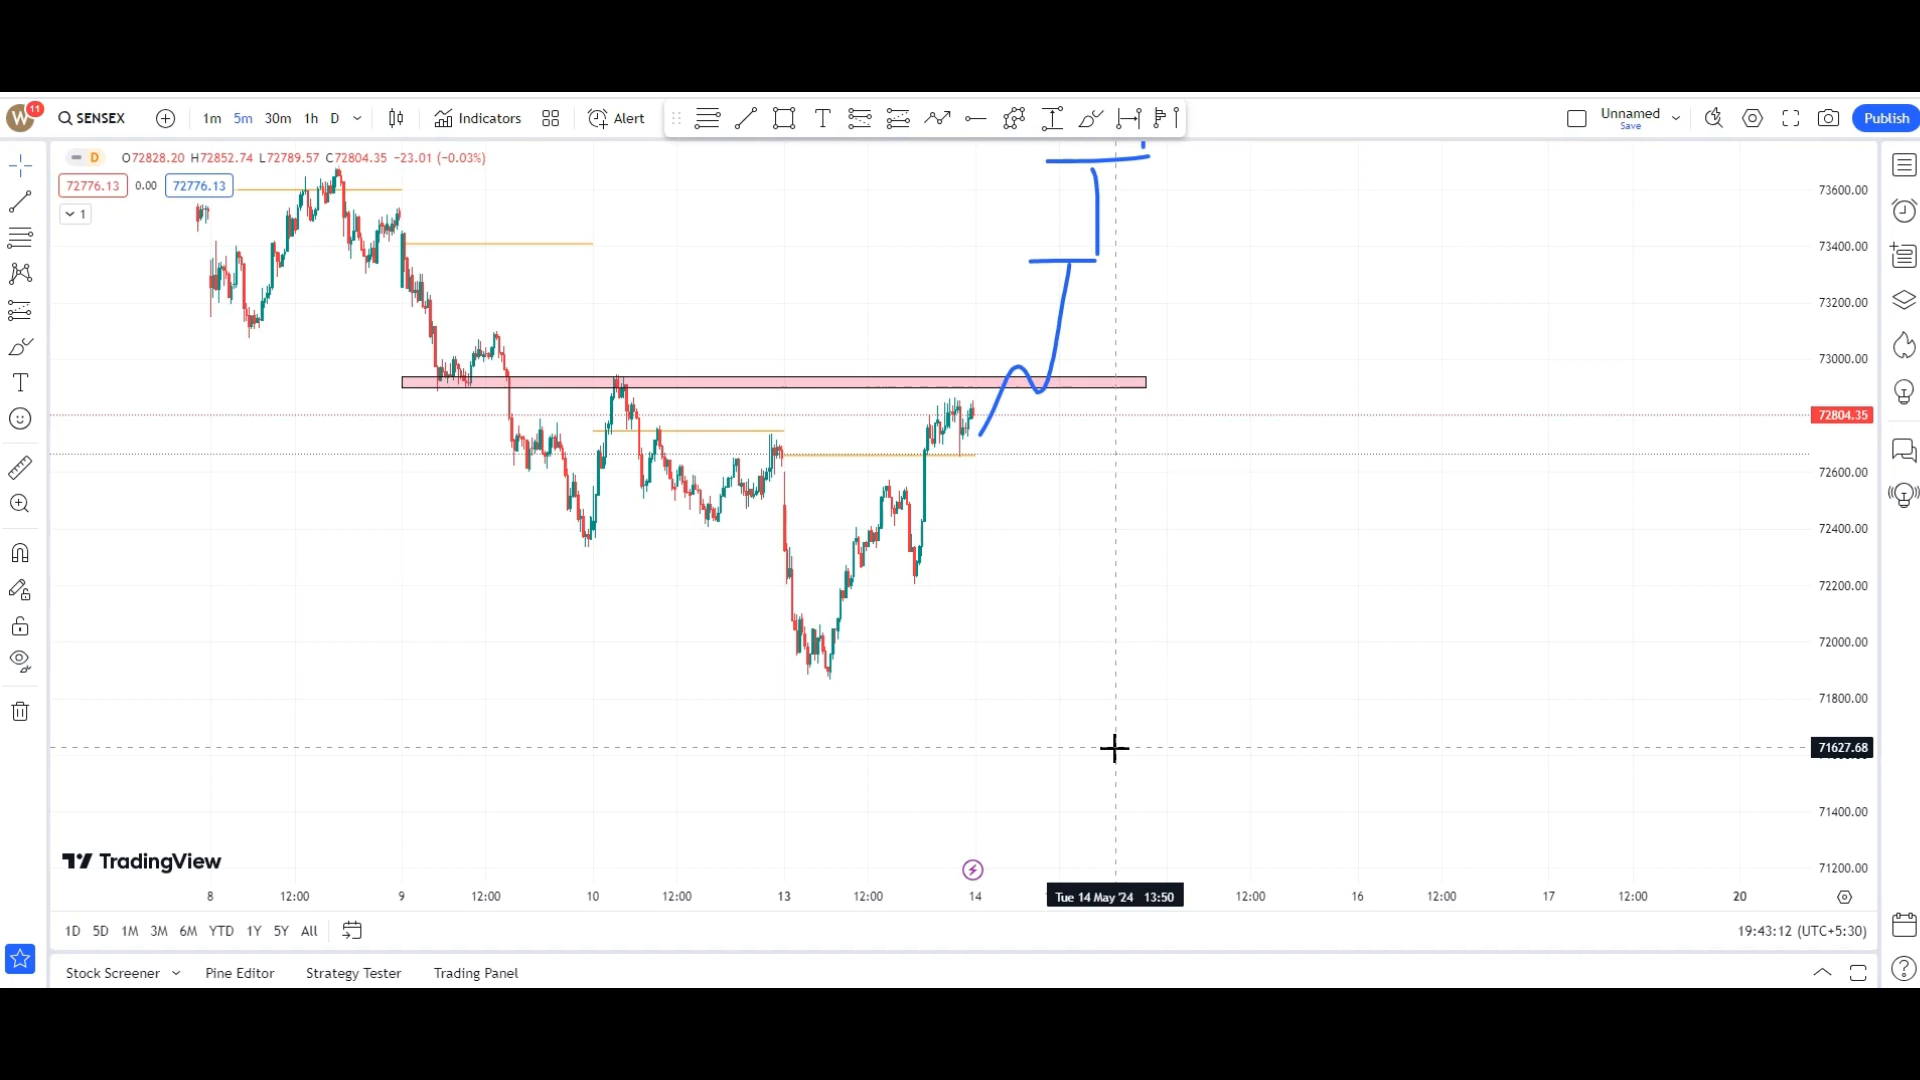 W 11 SENSEX 1m 5m 30m 1h D Indicators Alert T Unnamed Save Publish
D O72828.20 H72852.74 L72789.57 C72804.35 −23.01 (−0.03%)
72776.13 0.00 72776.13
1
73600.00
73400.00
73200.00
73000.00
72804.35
72600.00
72400.00
72200.00
72000.00
71800.00
71627.68
71400.00
71200.00
TradingView
8 12:00 9 12:00 10 12:00 13 12:00 14 Tue 14 May '24 13:50 12:00 16 12:00 17 12:00 20
1D 5D 1M 3M 6M YTD 1Y 5Y All 19:43:12 (UTC+5:30)
Stock Screener Pine Editor Strategy Tester Trading Panel